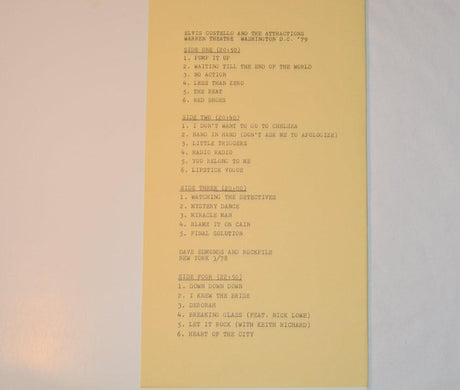 ELVIS COSTELLO AND THE ATTRACTIONS
WARNER THEATRE WASHINGTON D.C. '79
SIDE ONE (20:50)
1. PUMP IT UP
2. WAITING TILL THE END OF THE WORLD
3. NO ACTION
4. LESS THAN ZERO
5. THE BEAT
6. RED SHOES
SIDE TWO (20:50)
1. I DON'T WANT TO GO TO CHELSEA
2. HAND IN HAND (DON'T ASK ME TO APOLOGIZE)
3. LITTLE TRIGGERS
4. RADIO RADIO
5. YOU BELONG TO ME
6. LIPSTICK VOGUE
SIDE THREE (20:00)
1. WATCHING THE DETECTIVES
2. MYSTERY DANCE
3. MIRACLE MAN
4. BLAME IT ON CAIN
5. FINAL SOLUTION
DAVE EDMUNDS AND ROCKPILE
NEW YORK 3/78
SIDE FOUR (22:50)
1. DOWN DOWN DOWN
2. I KNEW THE BRIDE
3. DEBORAH
4. BREAKING GLASS (FEAT. NICK LOWE)
5. LET IT ROCK (WITH KEITH RICHARD)
6. HEART OF THE CITY